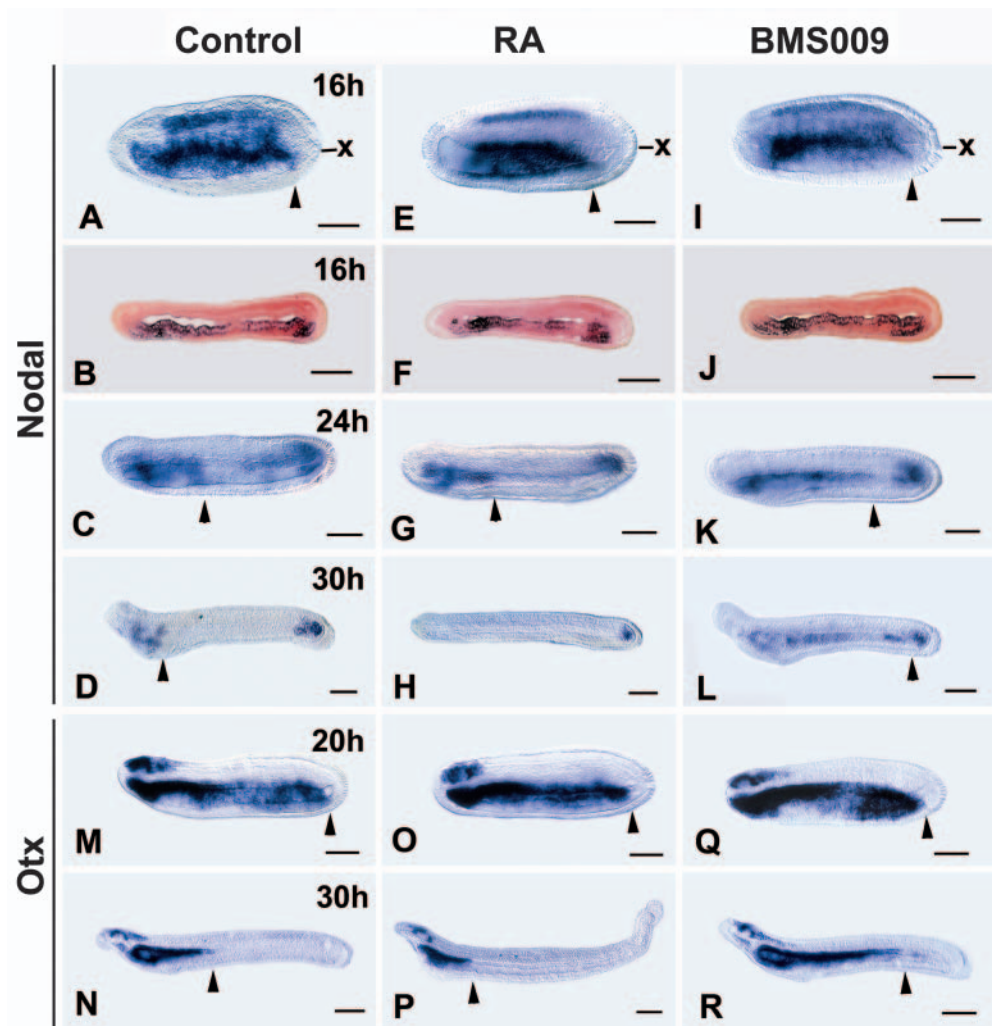 Control RA BMS009
Nodal
16h
x x x
A E I
16h
B F J
24h
C G K
30h
D H L
Otx
20h
M O Q
30h
N P R